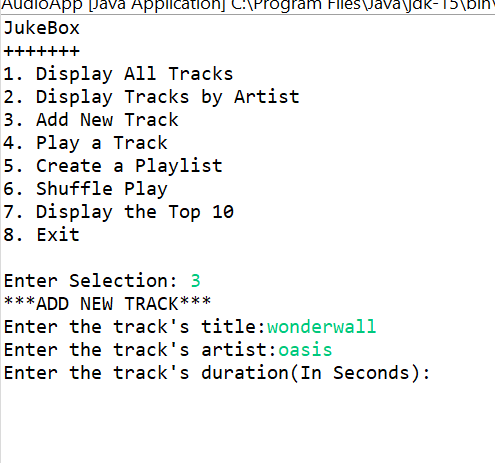 AudioApp [Java Application] C:\Program Files\Java\jdk-15\bin\
JukeBox
+++++++
1. Display All Tracks
2. Display Tracks by Artist
3. Add New Track
4. Play a Track
5. Create a Playlist
6. Shuffle Play
7. Display the Top 10
8. Exit
Enter Selection: 3
***ADD NEW TRACK***
Enter the track's title:wonderwall
Enter the track's artist:oasis
Enter the track's duration(In Seconds):